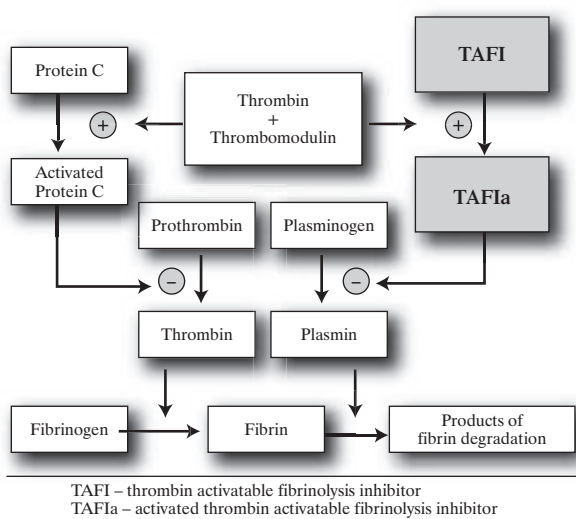 Protein C
TAFI
Thrombin
+
Thrombomodulin
+
+
Activated
Protein C
TAFIa
Prothrombin
Plasminogen
–
–
Thrombin
Plasmin
Fibrinogen
Fibrin
Products of
fibrin degradation
TAFI – thrombin activatable fibrinolysis inhibitor
TAFIa – activated thrombin activatable fibrinolysis inhibitor